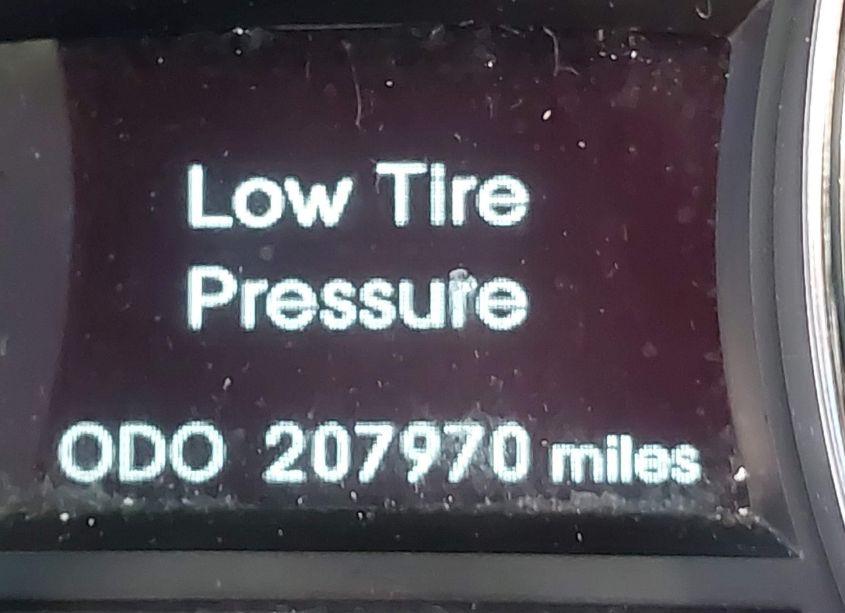 Low Tire
Pressure
ODO 207970 miles